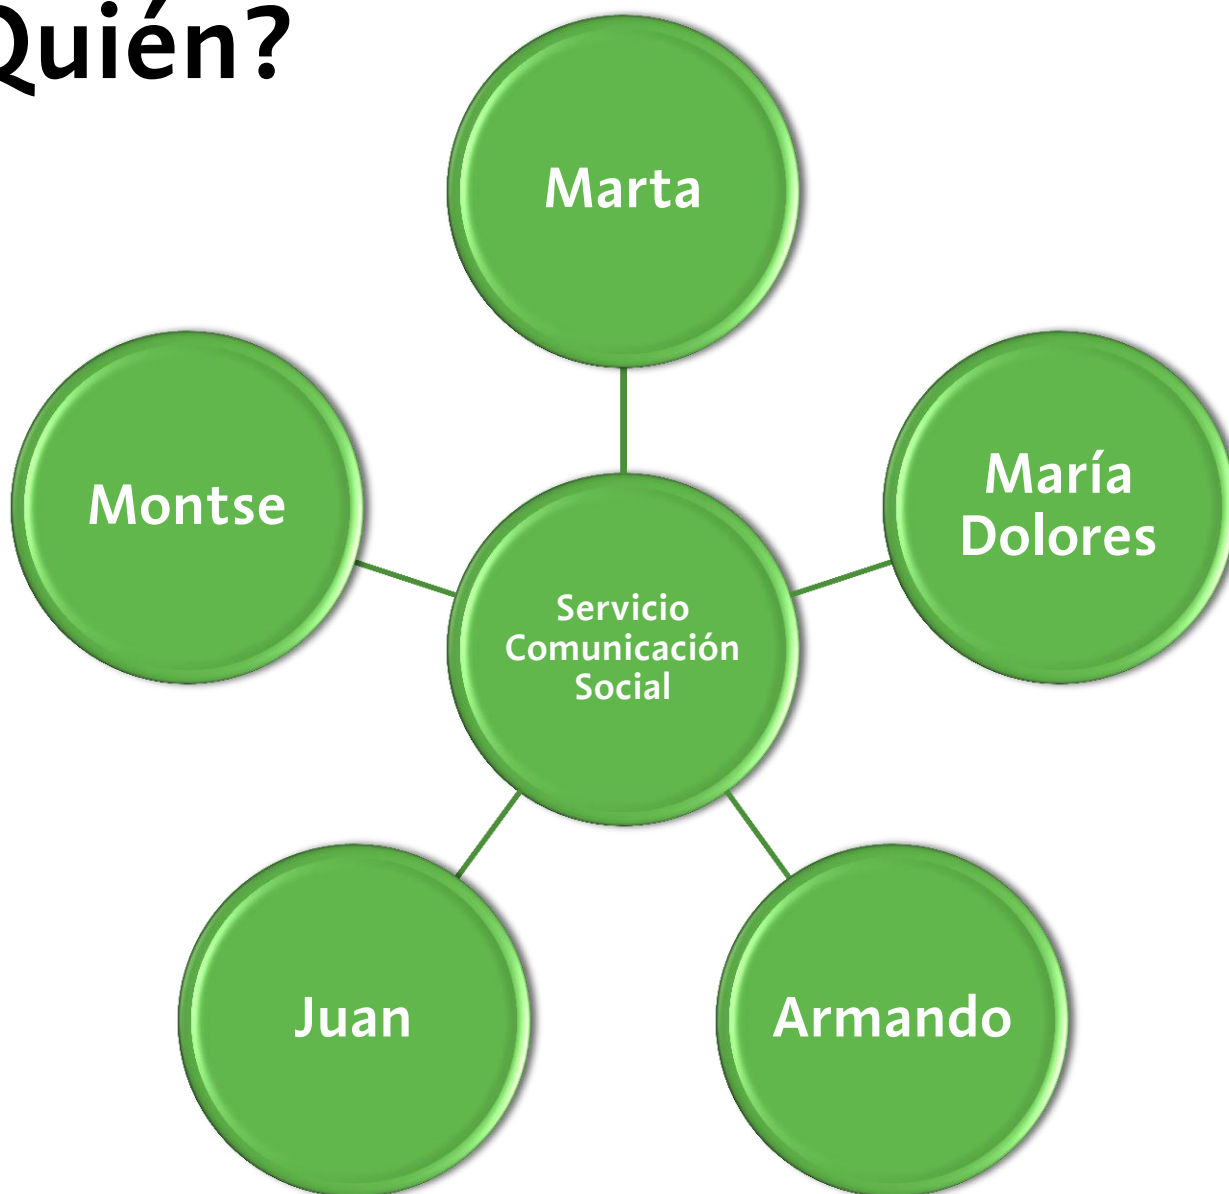 Quién?
Marta
Montse
María
Dolores
Servicio
Comunicación
Social
Juan
Armando